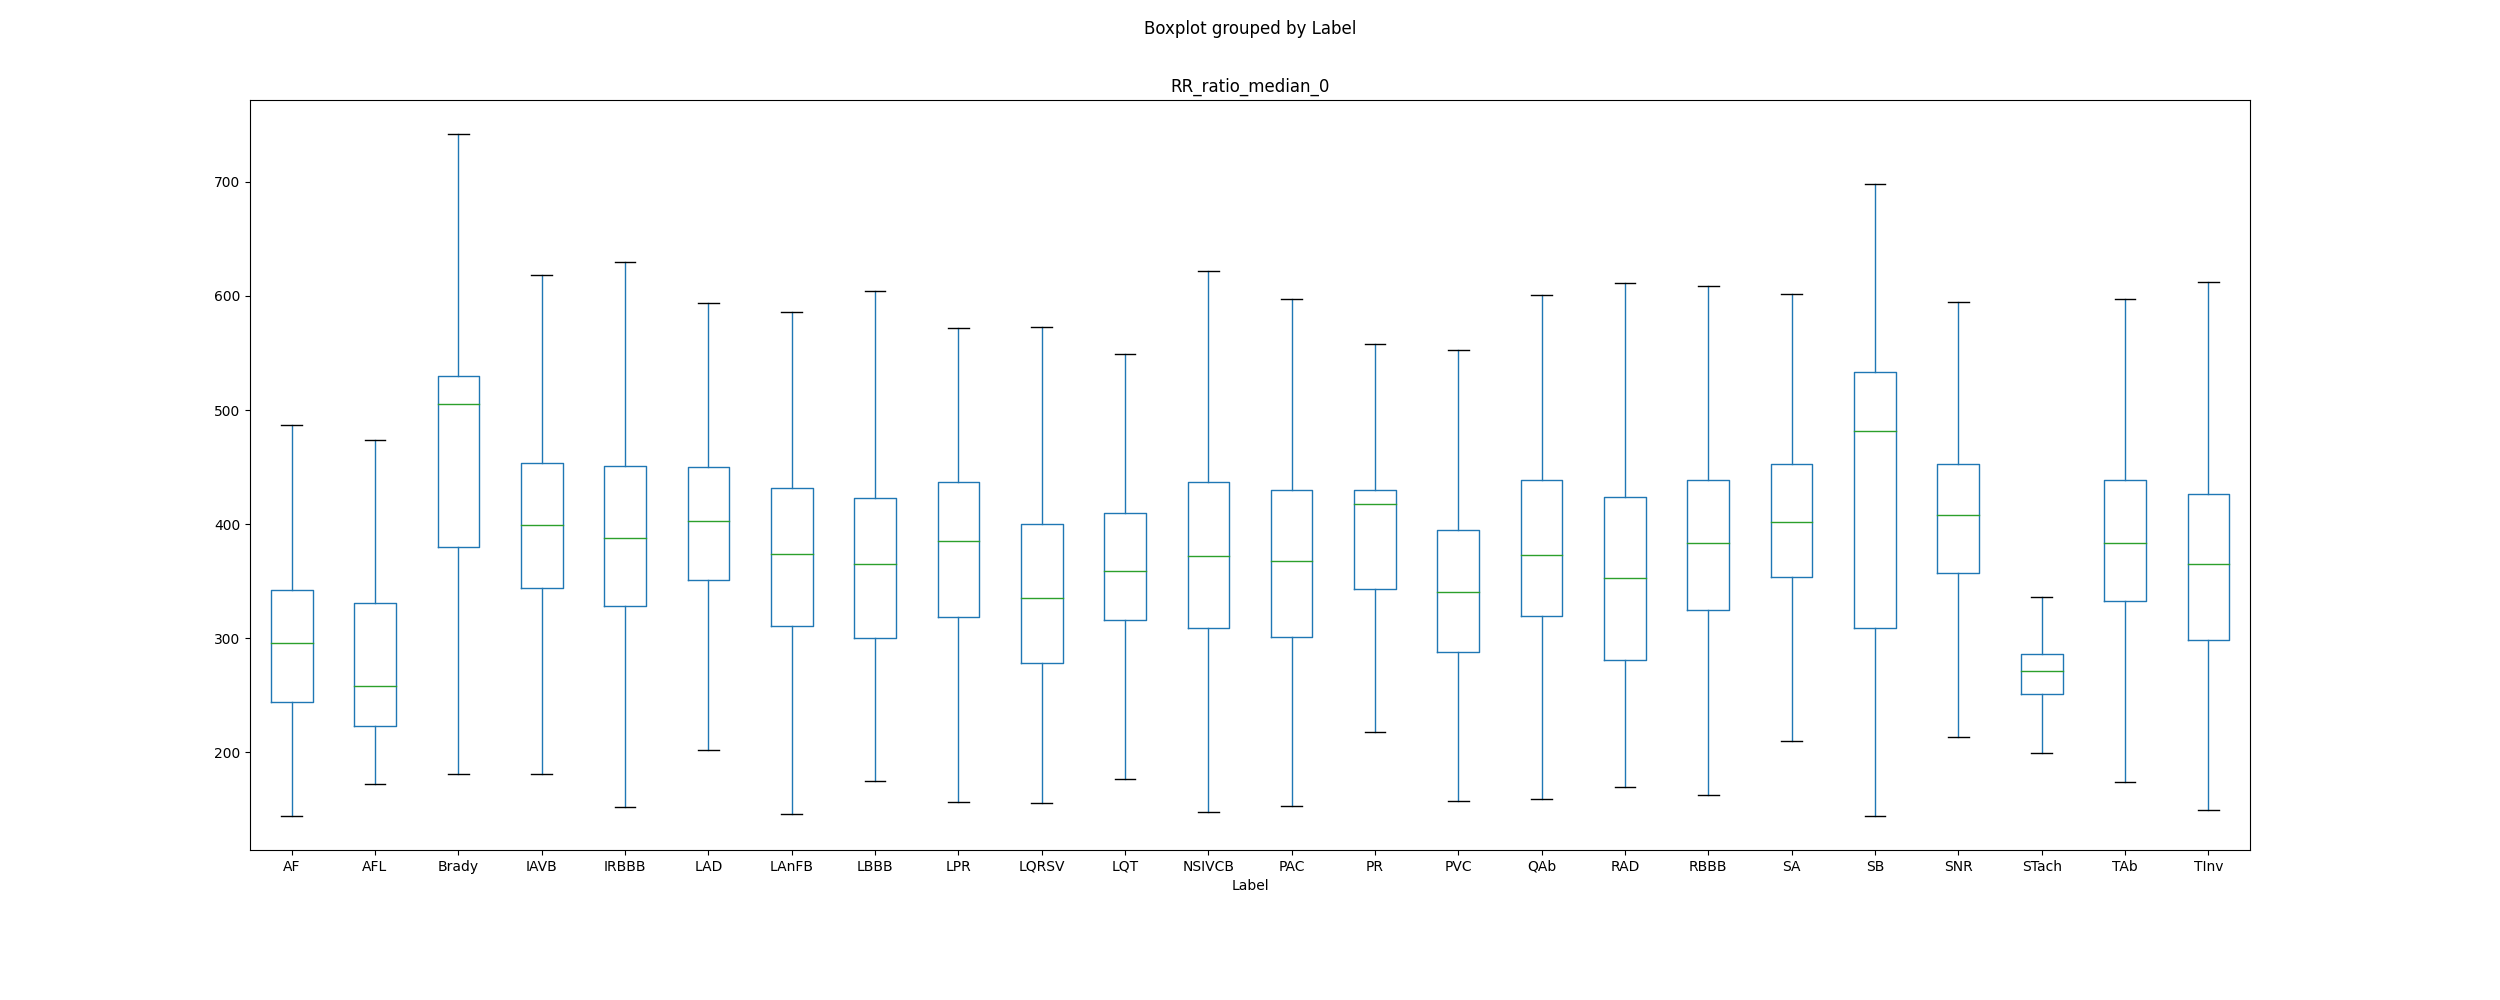 Boxplot grouped by Label
RR_ratio_median_0
700
600
500
400
300
200
AF AFL Brady IAVB IRBBB LAD LAnFB LBBB LPR LQRSV LQT NSIVCB PAC PR PVC QAb RAD RBBB SA SB SNR STach TAb TInv
Label